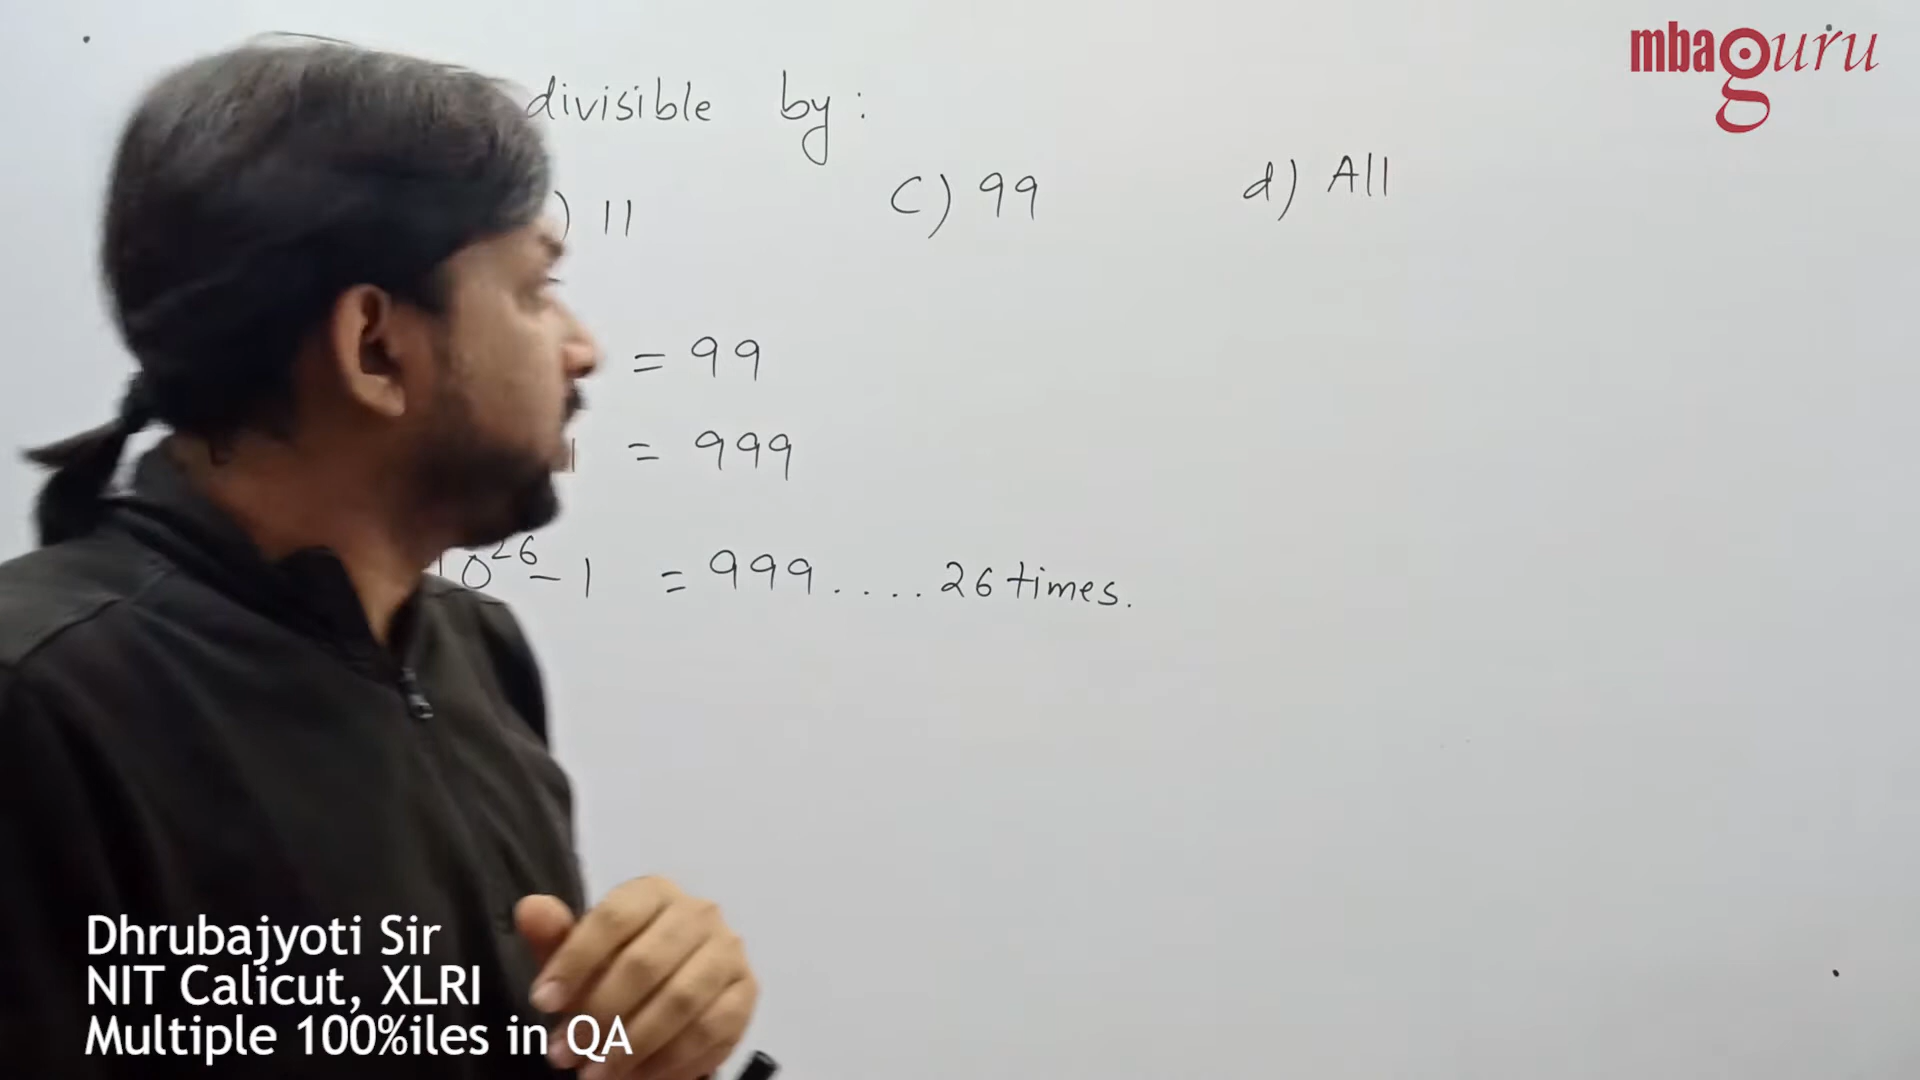 mbaguru
divisible by:
) 11 C) 99 d) All
= 99
1 = 999
10²⁶ - 1 = 999.....26 times.
Dhrubajyoti Sir
NIT Calicut, XLRI
Multiple 100%iles in QA